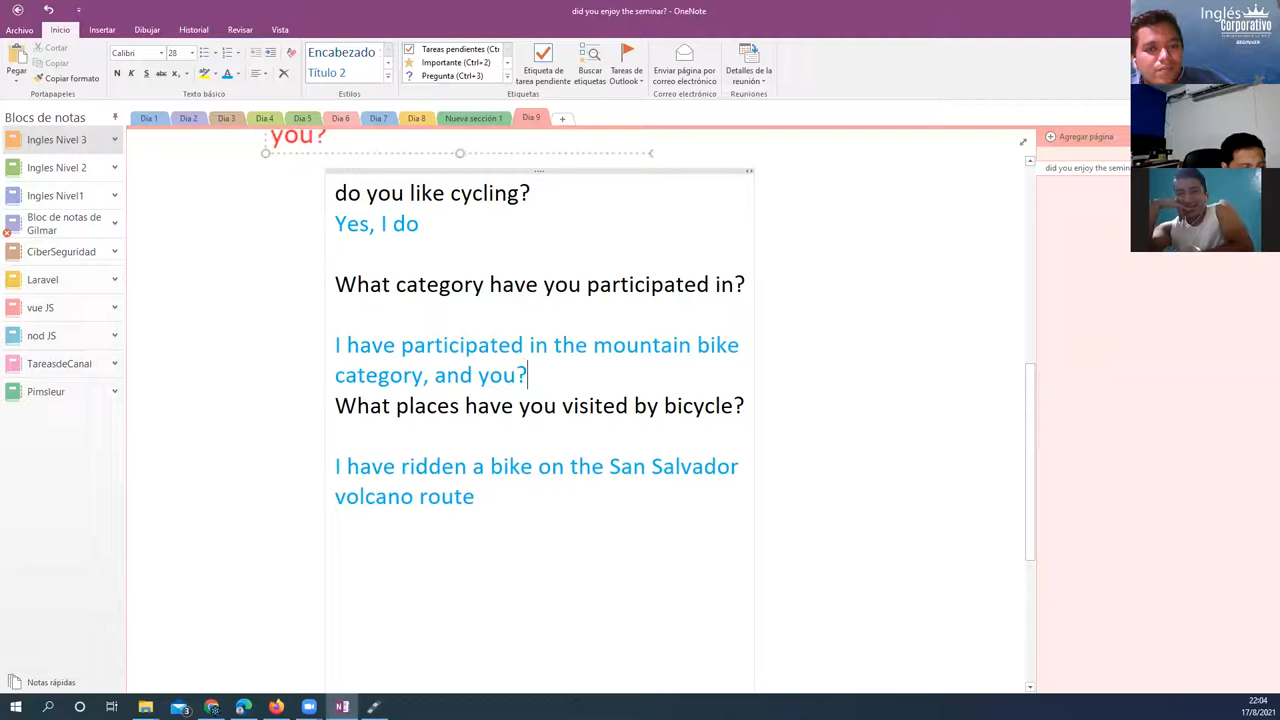 did you enjoy the seminar? - OneNote
Archivo Inicio Insertar Dibujar Historial Revisar Vista
Pegar
Cortar
Copiar
Copiar formato
Portapapeles
Calibri 28
N K S abc x
Texto básico
Encabezado
Título 2
Estilos
Tareas pendientes (Ctr
Importante (Ctrl+2)
Pregunta (Ctrl+3)
Etiqueta de
tarea pendiente
Buscar
etiquetas
Tareas de
Outlook
Etiquetas
Enviar página por
correo electrónico
Correo electrónico
Detalles de la
reunión
Reuniones
Inglés
Corporativo
BEGINNER
Blocs de notas
Dia 1 Dia 2 Dia 3 Dia 4 Dia 5 Dia 6 Dia 7 Dia 8 Nueva sección 1 Dia 9
Ingles Nivel 3
Ingles Nivel 2
Ingles Nivel1
Bloc de notas de
Gilmar
CiberSeguridad
Laravel
vue JS
nod JS
TareasdeCanal
Pimsleur
Notas rápidas
you?
do you like cycling?
Yes, I do
What category have you participated in?
I have participated in the mountain bike
category, and you?
What places have you visited by bicycle?
I have ridden a bike on the San Salvador
volcano route
Agregar página
did you enjoy the semin
22:04
17/8/2021